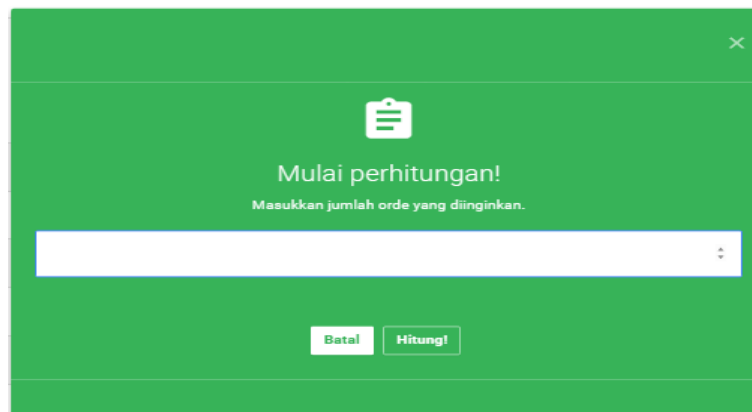 Mulai perhitungan!
Masukkan jumlah orde yang diinginkan.
Batal Hitung!